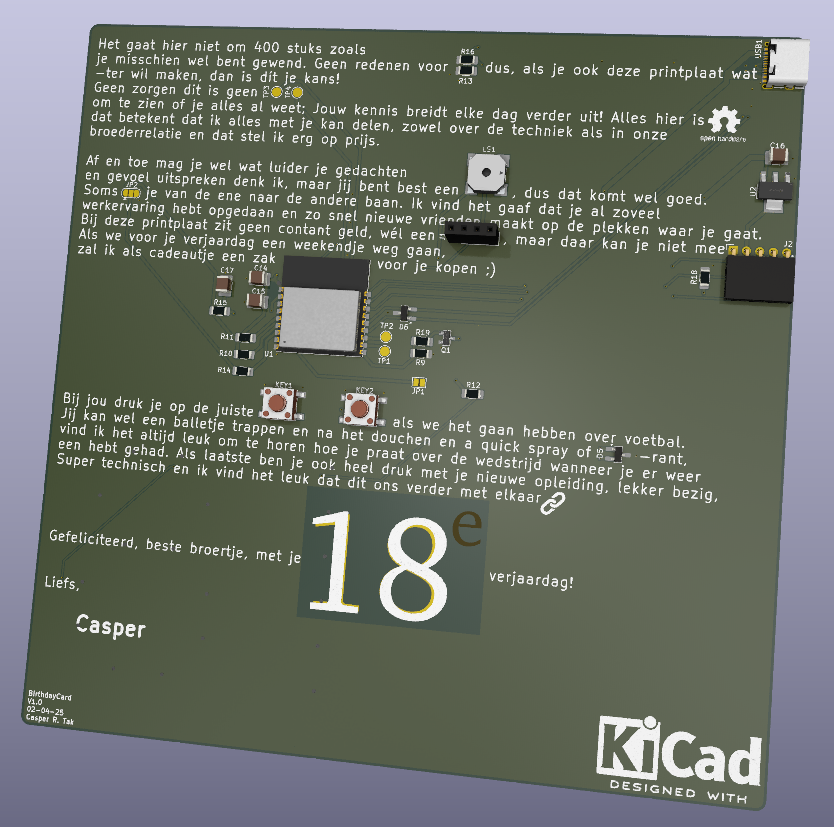 Het gaat hier niet om 400 stuks zoals
je misschien wel bent gewend. Geen redenen voor R16 R13 dus, als je ook deze printplaat wat USB1
-ter wil maken, dan is dít je kans!
Geen zorgen dit is geen
om te zien of je alles al weet; Jouw kennis breidt elke dag verder uit! Alles hier is open hardware
dat betekent dat ik alles met je kan delen, zowel over de techniek als in onze
broederrelatie en dat stel ik erg op prijs.
C16
U2
Af en toe mag je wel wat luider je gedachten
en gevoel uitspreken denk ik, maar jij bent best een LS1 , dus dat komt wel goed.
Soms JP2 je van de ene naar de andere baan. Ik vind het gaaf dat je al zoveel
werkervaring hebt opgedaan en zo snel nieuwe vrienden maakt op de plekken waar je gaat.
Bij deze printplaat zit geen contant geld, wél een , maar daar kan je niet mee J2
Als we voor je verjaardag een weekendje weg gaan,
zal ik als cadeautje een zak voor je kopen ;)
R18
C17 C14
C15
R15
R11
R10
R14
U1
D6
TP2
TP1
R19
R9
Q1
JP1
R12
KEY1
KEY2
Bij jou druk je op de juiste als we het gaan hebben over voetbal.
Jij kan wel een balletje trappen en na het douchen en a quick spray of D5 -rant,
vind ik het altijd leuk om te horen hoe je praat over de wedstrijd wanneer je er weer
een hebt gehad. Als laatste ben je ook heel druk met je nieuwe opleiding, lekker bezig,
Super technisch en ik vind het leuk dat dit ons verder met elkaar
Gefeliciteerd, beste broertje, met je 18e verjaardag!
Liefs,
Casper
BirthdayCard
V1.0
02-04-25
Casper R. Tak
KiCad
DESIGNED WITH